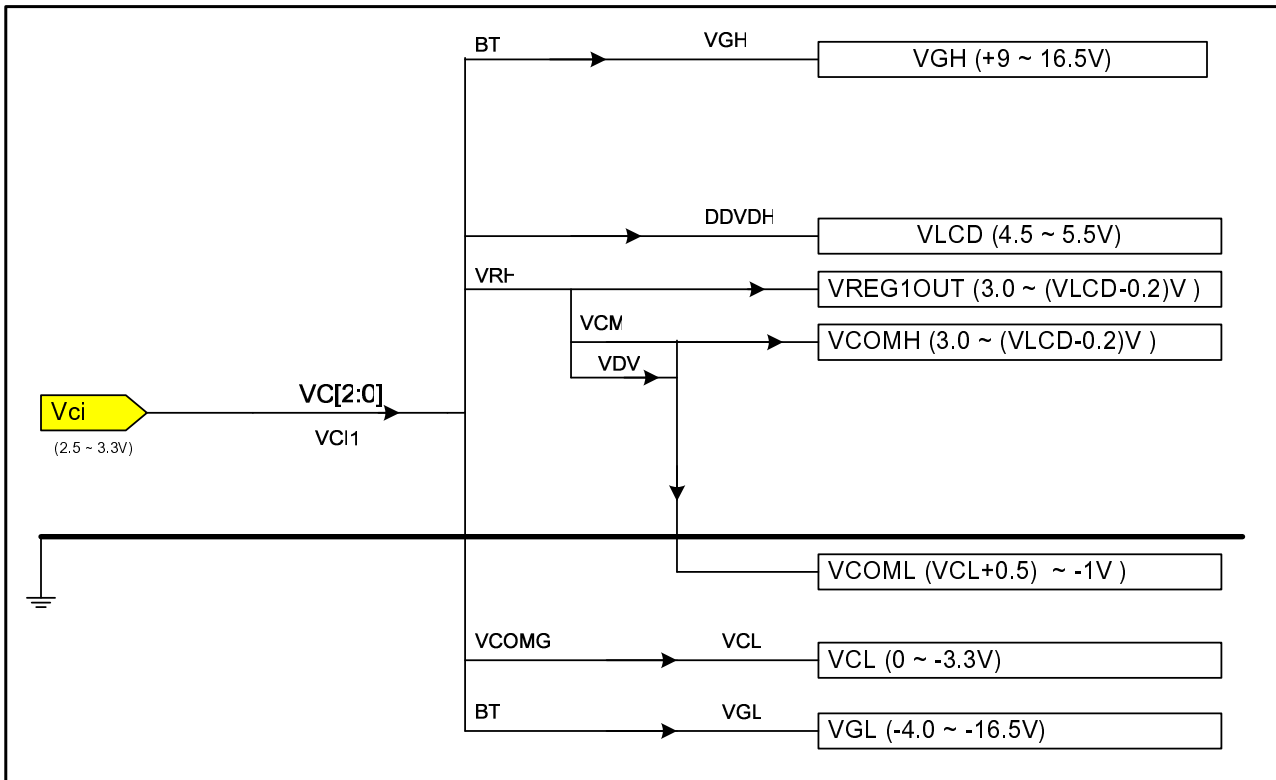 BT VGH VGH (+9 ~ 16.5V)
DDVDH VLCD (4.5 ~ 5.5V)
VRH VREG1OUT (3.0 ~ (VLCD-0.2)V )
VCM VCOMH (3.0 ~ (VLCD-0.2)V )
VDV
Vci VC[2:0]
(2.5 ~ 3.3V) VCI1
VCOML (VCL+0.5) ~ -1V )
VCOMG VCL VCL (0 ~ -3.3V)
BT VGL VGL (-4.0 ~ -16.5V)